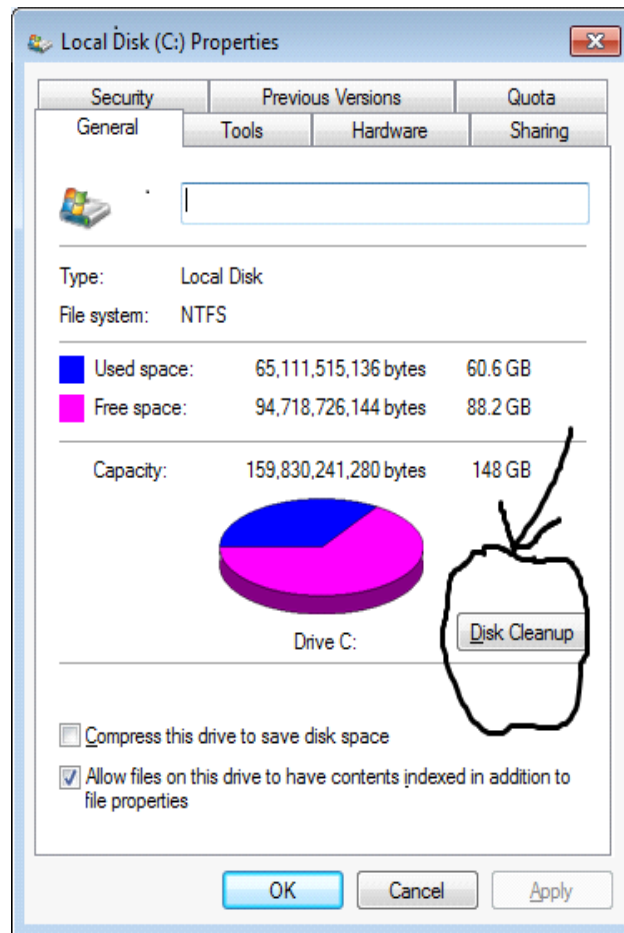 Local Disk (C:) Properties
Security Previous Versions Quota
General Tools Hardware Sharing
Type: Local Disk
File system: NTFS
Used space: 65,111,515,136 bytes 60.6 GB
Free space: 94,718,726,144 bytes 88.2 GB
Capacity: 159,830,241,280 bytes 148 GB
Drive C:
Disk Cleanup
Compress this drive to save disk space
Allow files on this drive to have contents indexed in addition to
file properties
OK Cancel Apply